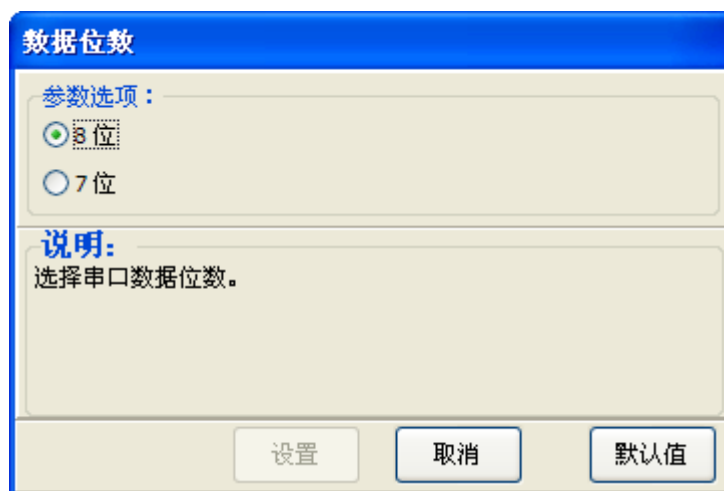 数据位数
参数选项：
8 位
7 位
说明:
选择串口数据位数。
设置
取消
默认值